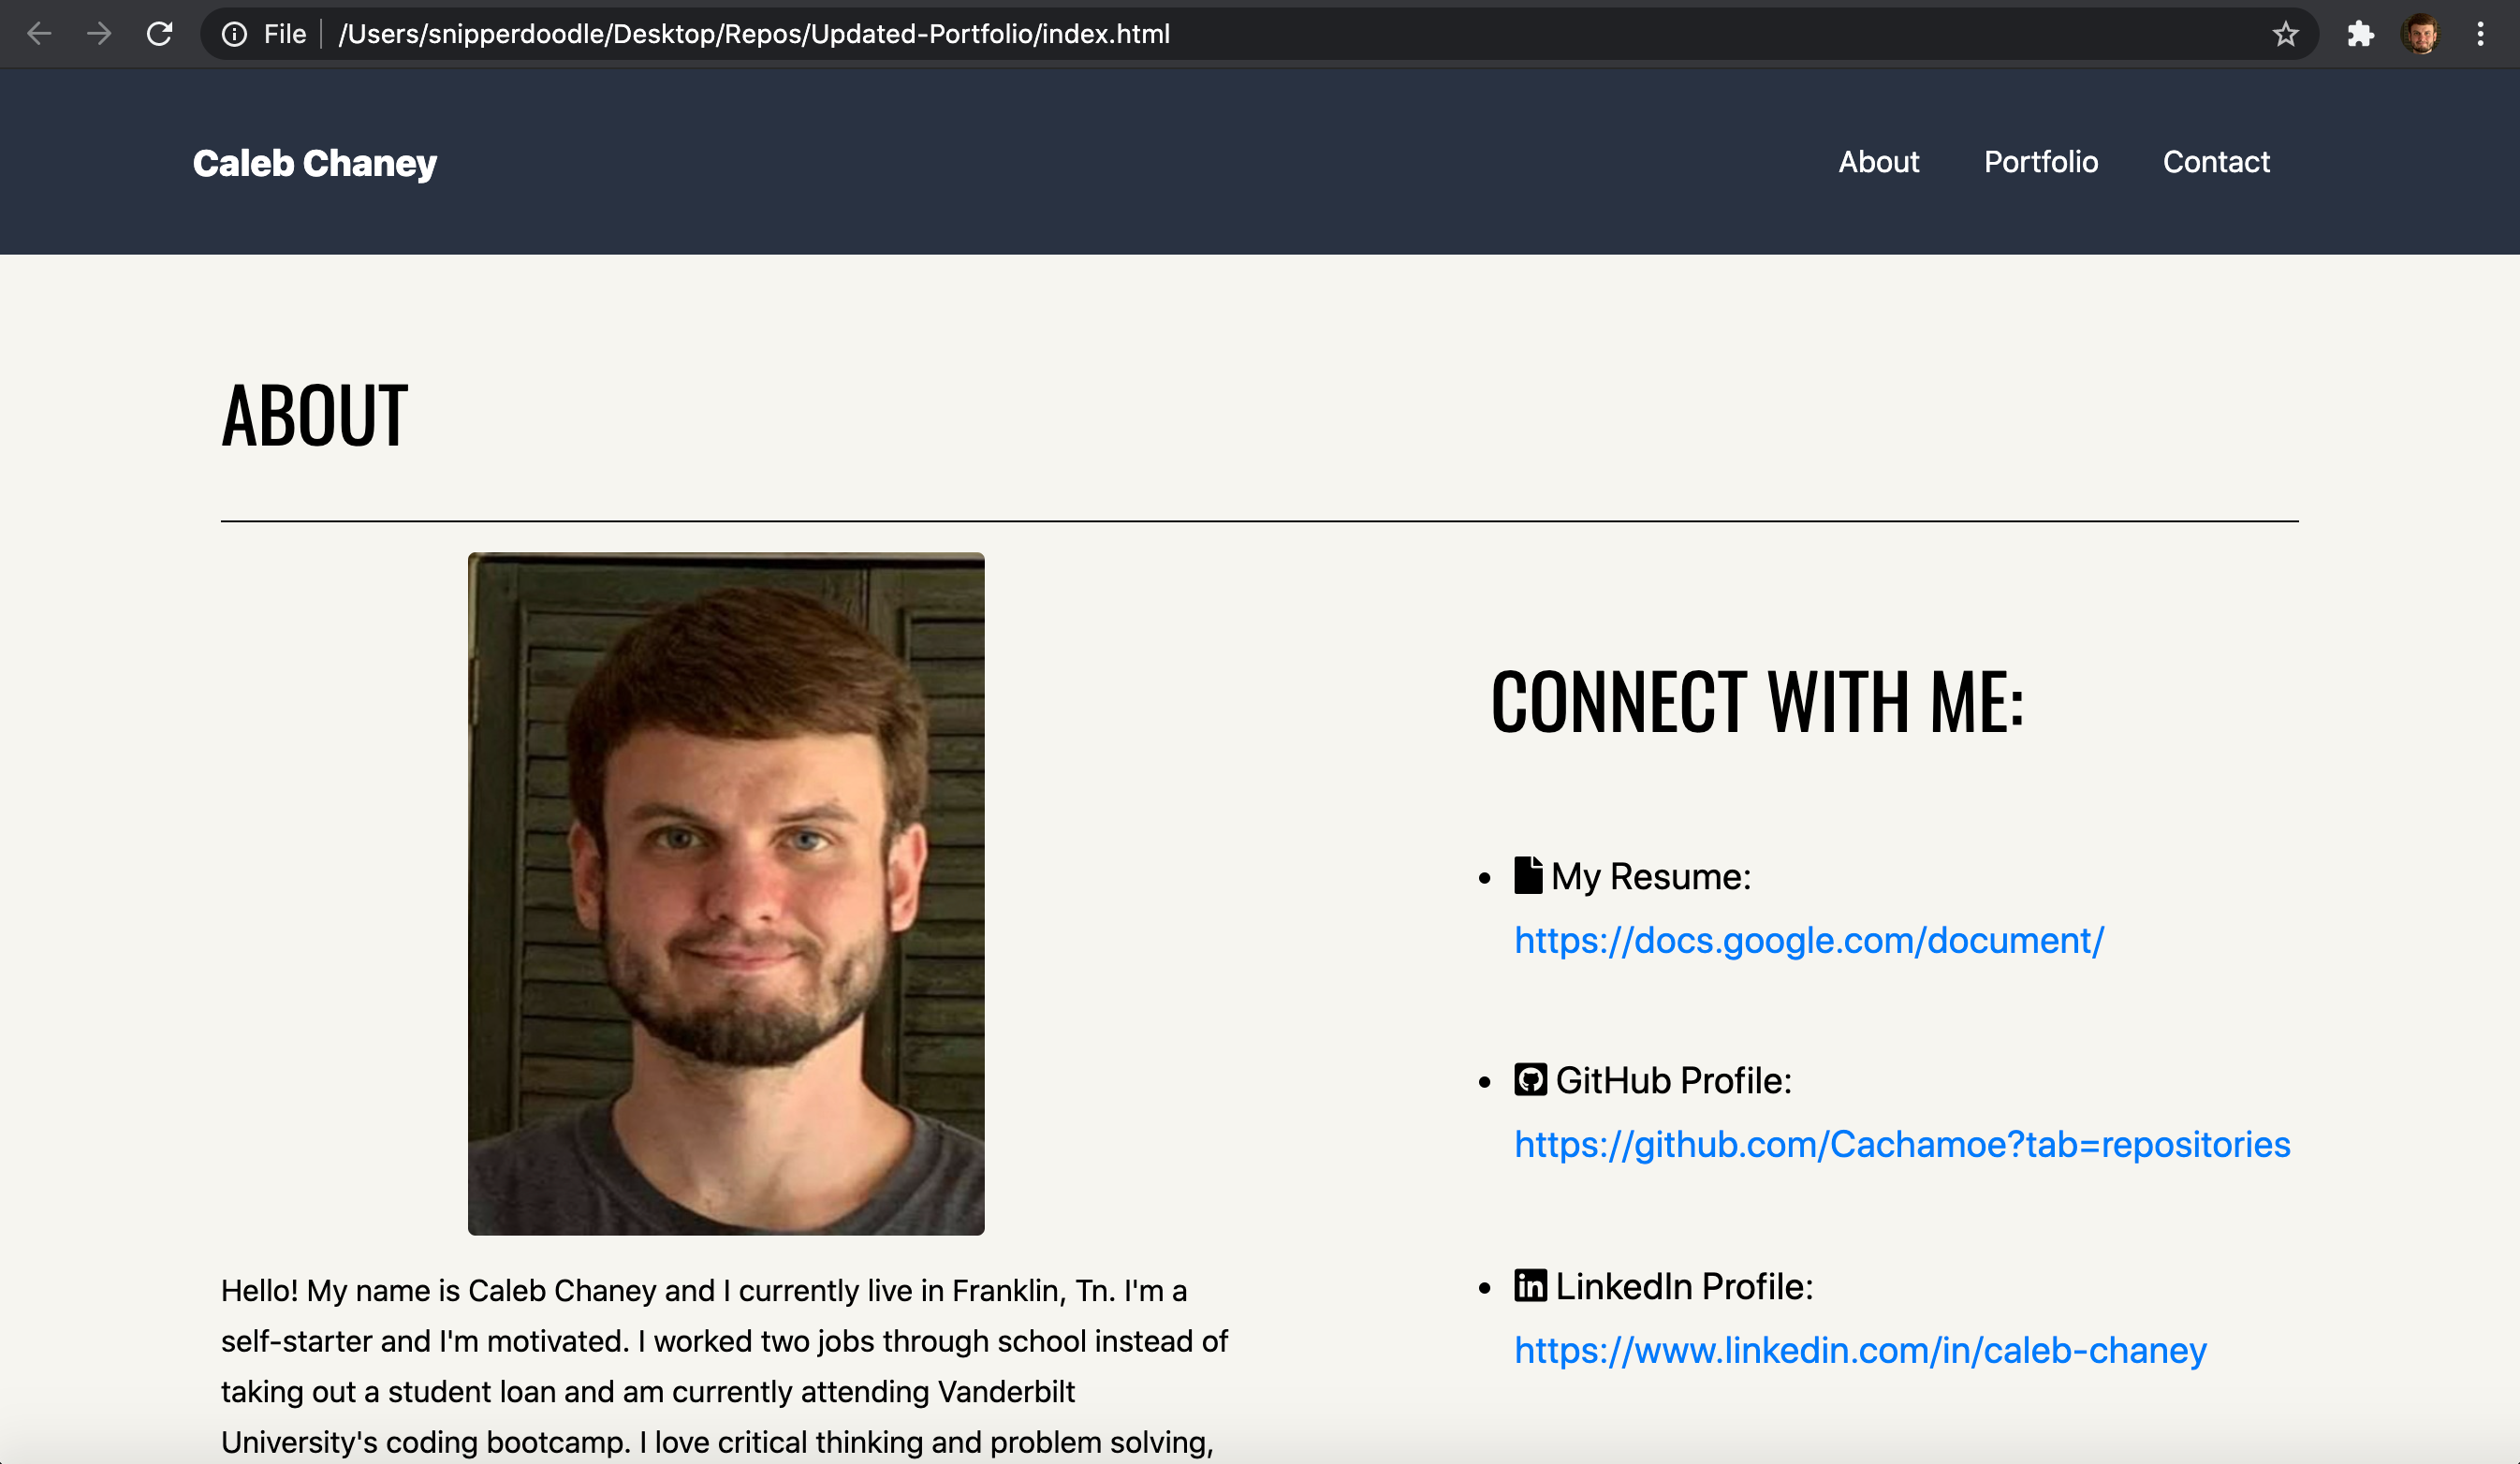 File /Users/snipperdoodle/Desktop/Repos/Updated-Portfolio/index.html
Caleb Chaney
About Portfolio Contact
ABOUT
CONNECT WITH ME:
My Resume:
https://docs.google.com/document/
GitHub Profile:
https://github.com/Cachamoe?tab=repositories
LinkedIn Profile:
https://www.linkedin.com/in/caleb-chaney
Hello! My name is Caleb Chaney and I currently live in Franklin, Tn. I'm a
self-starter and I'm motivated. I worked two jobs through school instead of
taking out a student loan and am currently attending Vanderbilt
University's coding bootcamp. I love critical thinking and problem solving,